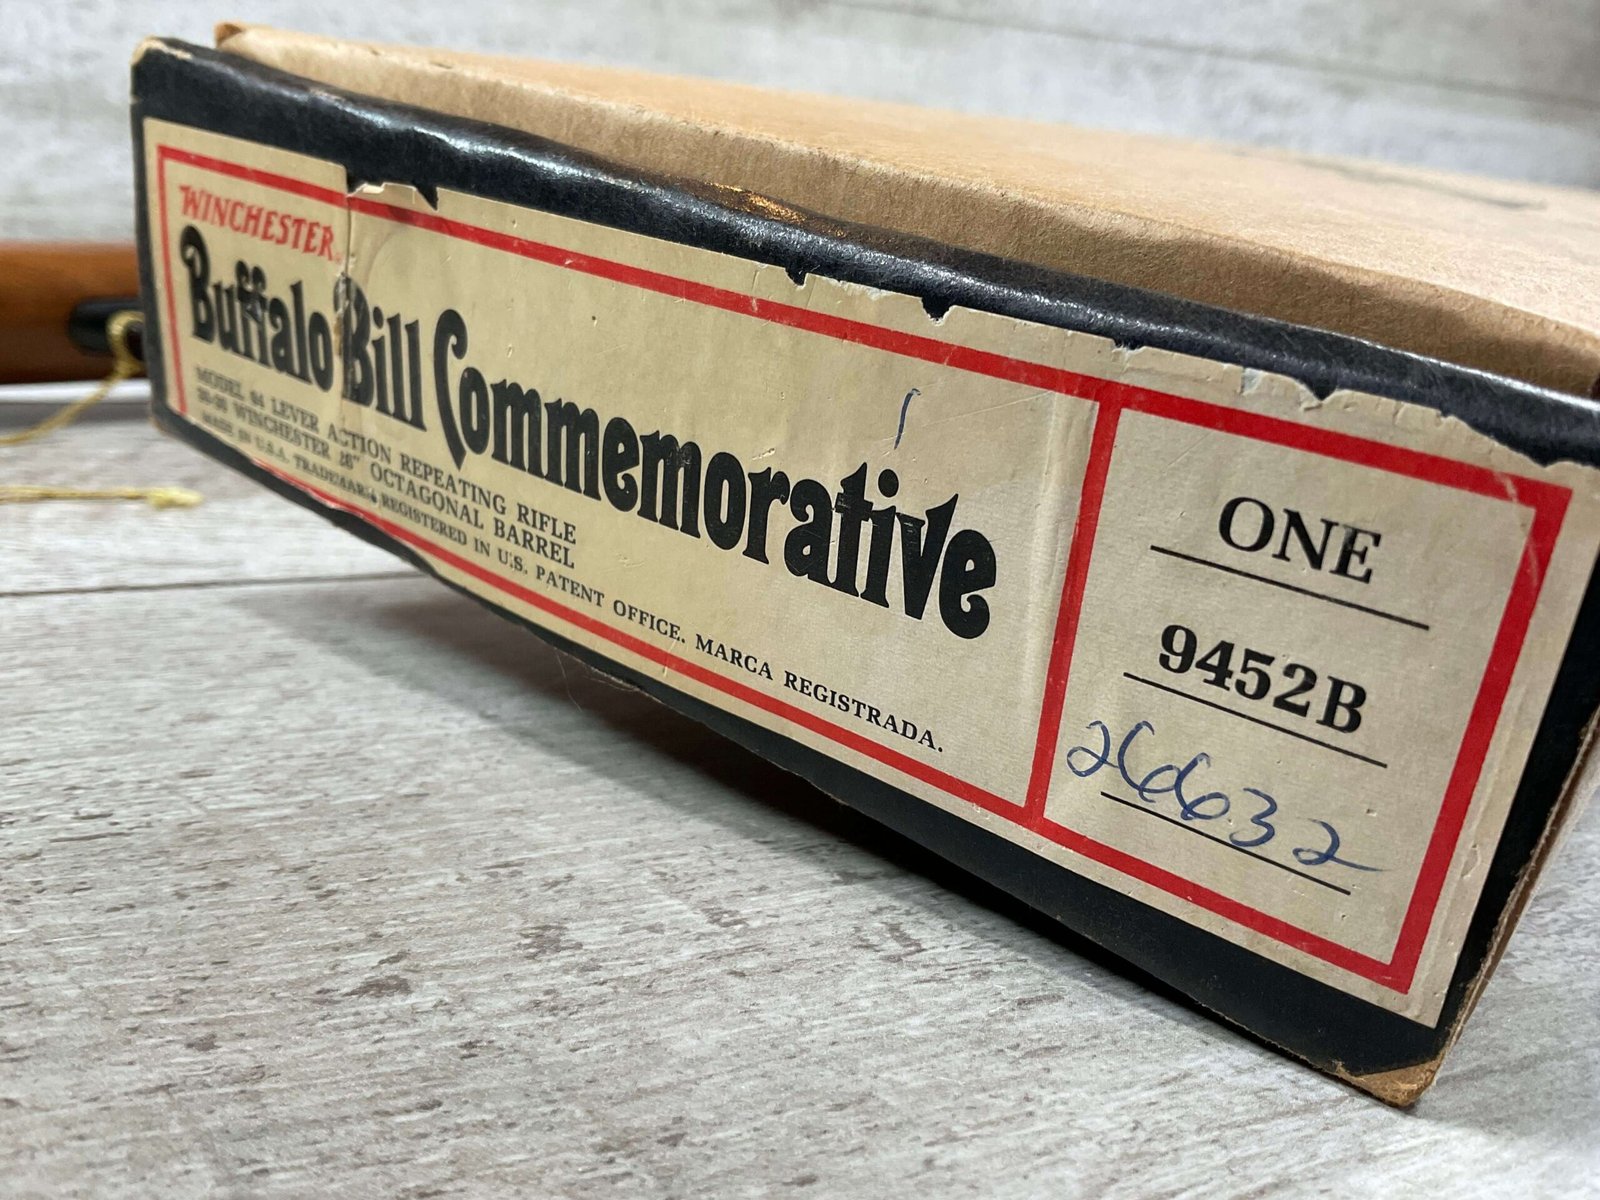 WINCHESTER
Buffalo Bill Commemorative
MODEL 94 LEVER ACTION REPEATING RIFLE
30-30 WINCHESTER 26" OCTAGONAL BARREL
MADE IN U.S.A. TRADEMARK REGISTERED IN U.S. PATENT OFFICE. MARCA REGISTRADA.
ONE
9452B
26632